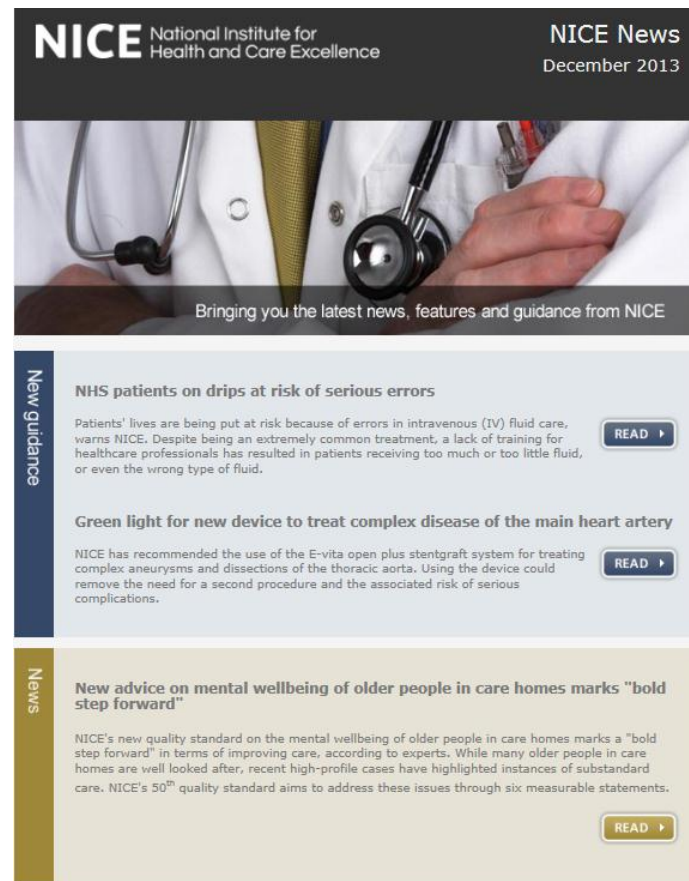 NICE National Institute for
Health and Care Excellence
NICE News
December 2013
Bringing you the latest news, features and guidance from NICE
New guidance
NHS patients on drips at risk of serious errors
Patients' lives are being put at risk because of errors in intravenous (IV) fluid care,
warns NICE. Despite being an extremely common treatment, a lack of training for
healthcare professionals has resulted in patients receiving too much or too little fluid,
or even the wrong type of fluid.
READ
Green light for new device to treat complex disease of the main heart artery
NICE has recommended the use of the E-vita open plus stentgraft system for treating
complex aneurysms and dissections of the thoracic aorta. Using the device could
remove the need for a second procedure and the associated risk of serious
complications.
READ
News
New advice on mental wellbeing of older people in care homes marks "bold
step forward"
NICE's new quality standard on the mental wellbeing of older people in care homes marks a "bold
step forward" in terms of improving care, according to experts. While many older people in care
homes are well looked after, recent high-profile cases have highlighted instances of substandard
care. NICE's 50th quality standard aims to address these issues through six measurable statements.
READ